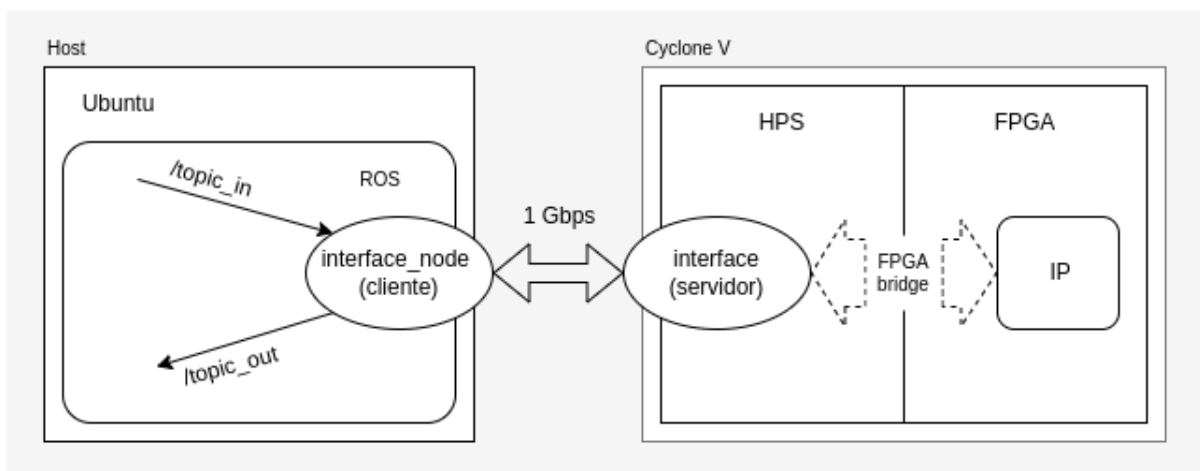 Host
Ubuntu
/topic_in
ROS
interface_node
(cliente)
/topic_out
1 Gbps
Cyclone V
HPS
FPGA
interface
(servidor)
FPGA
bridge
IP